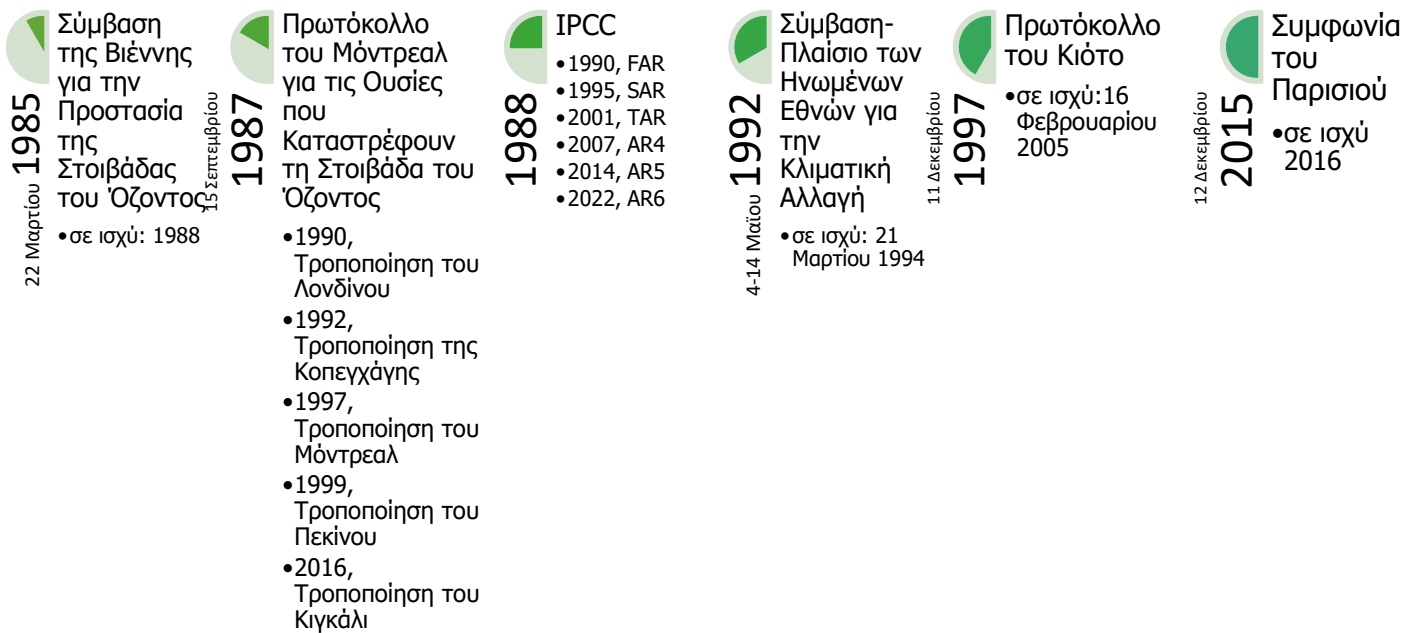 22 Μαρτίου 1985
Σύμβαση
της Βιέννης
για την
Προστασία
της
Στοιβάδας
του Όζοντος
•σε ισχύ: 1988
15 Σεπτεμβρίου
1987
Πρωτόκολλο
του Μόντρεαλ
για τις Ουσίες
που
Καταστρέφουν
τη Στοιβάδα του
Όζοντος
•1990,
Τροποποίηση του
Λονδίνου
•1992,
Τροποποίηση της
Κοπεγχάγης
•1997,
Τροποποίηση του
Μόντρεαλ
•1999,
Τροποποίηση του
Πεκίνου
•2016,
Τροποποίηση του
Κιγκάλι
1988
IPCC
•1990, FAR
•1995, SAR
•2001, TAR
•2007, AR4
•2014, AR5
•2022, AR6
4-14 Μαϊου 1992
Σύμβαση-
Πλαίσιο των
Ηνωμένων
Εθνών για
την
Κλιματική
Αλλαγή
•σε ισχύ: 21
Μαρτίου 1994
11 Δεκεμβρίου
1997
Πρωτόκολλο
του Κιότο
•σε ισχύ:16
Φεβρουαρίου
2005
12 Δεκεμβρίου
2015
Συμφωνία
του
Παρισιού
•σε ισχύ
2016